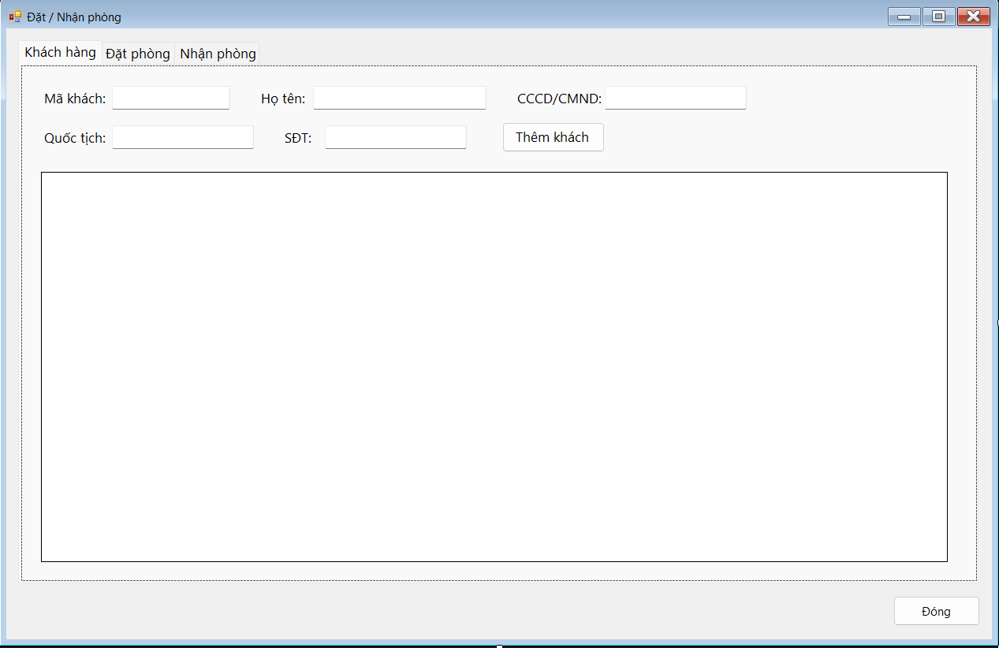 Đặt / Nhận phòng
Khách hàng Đặt phòng Nhận phòng
Mã khách: Họ tên: CCCD/CMND:
Quốc tịch: SĐT: Thêm khách
Đóng